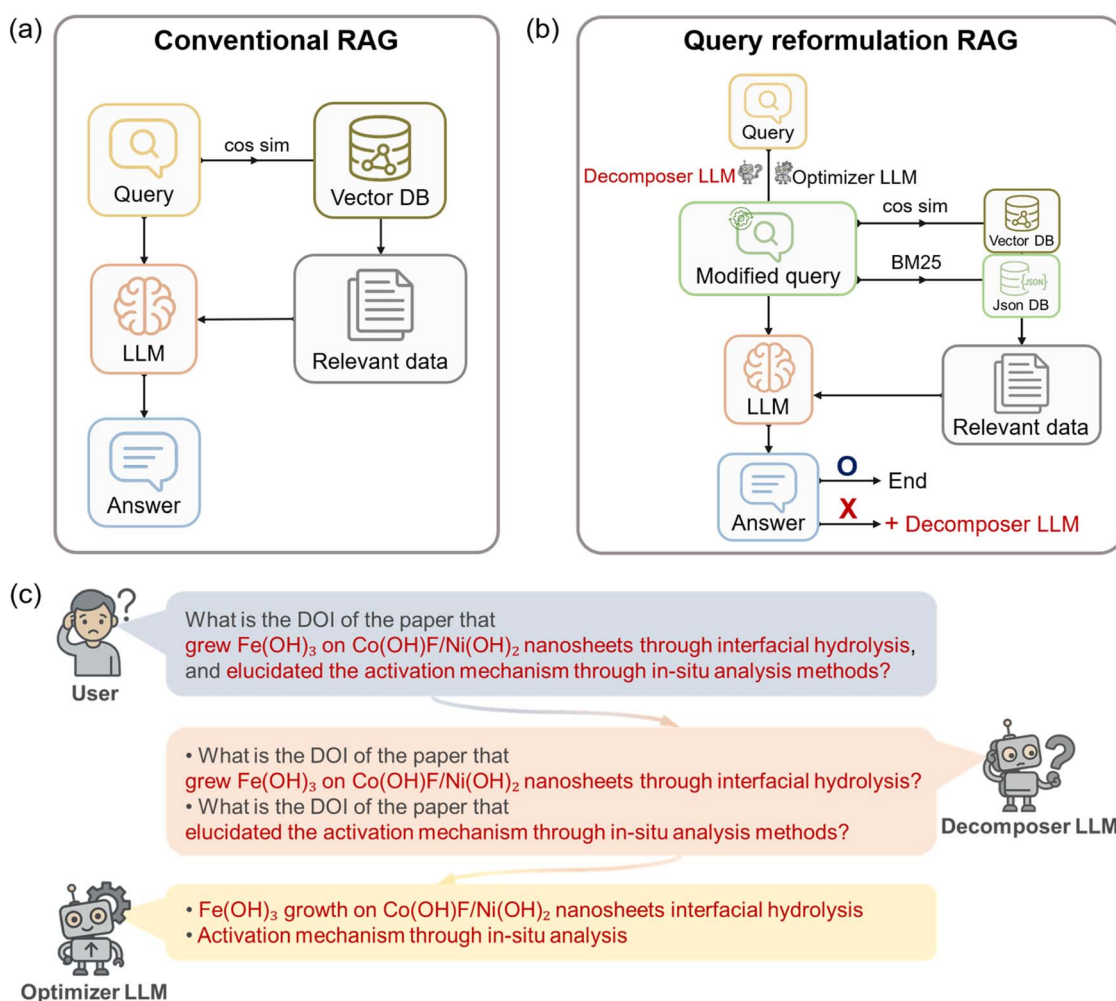 (a)
Conventional RAG
Query
cos sim
Vector DB
LLM
Relevant data
Answer
(b)
Query reformulation RAG
Query
Decomposer LLM
Optimizer LLM
Modified query
cos sim
BM25
Vector DB
{JSON}
Json DB
LLM
Relevant data
Answer
O
End
X
+ Decomposer LLM
(c)
?
User
What is the DOI of the paper that
grew Fe(OH)₃ on Co(OH)F/Ni(OH)₂ nanosheets through interfacial hydrolysis,
and elucidated the activation mechanism through in-situ analysis methods?
• What is the DOI of the paper that
grew Fe(OH)₃ on Co(OH)F/Ni(OH)₂ nanosheets through interfacial hydrolysis?
• What is the DOI of the paper that
elucidated the activation mechanism through in-situ analysis methods?
?
Decomposer LLM
• Fe(OH)₃ growth on Co(OH)F/Ni(OH)₂ nanosheets interfacial hydrolysis
• Activation mechanism through in-situ analysis
Optimizer LLM